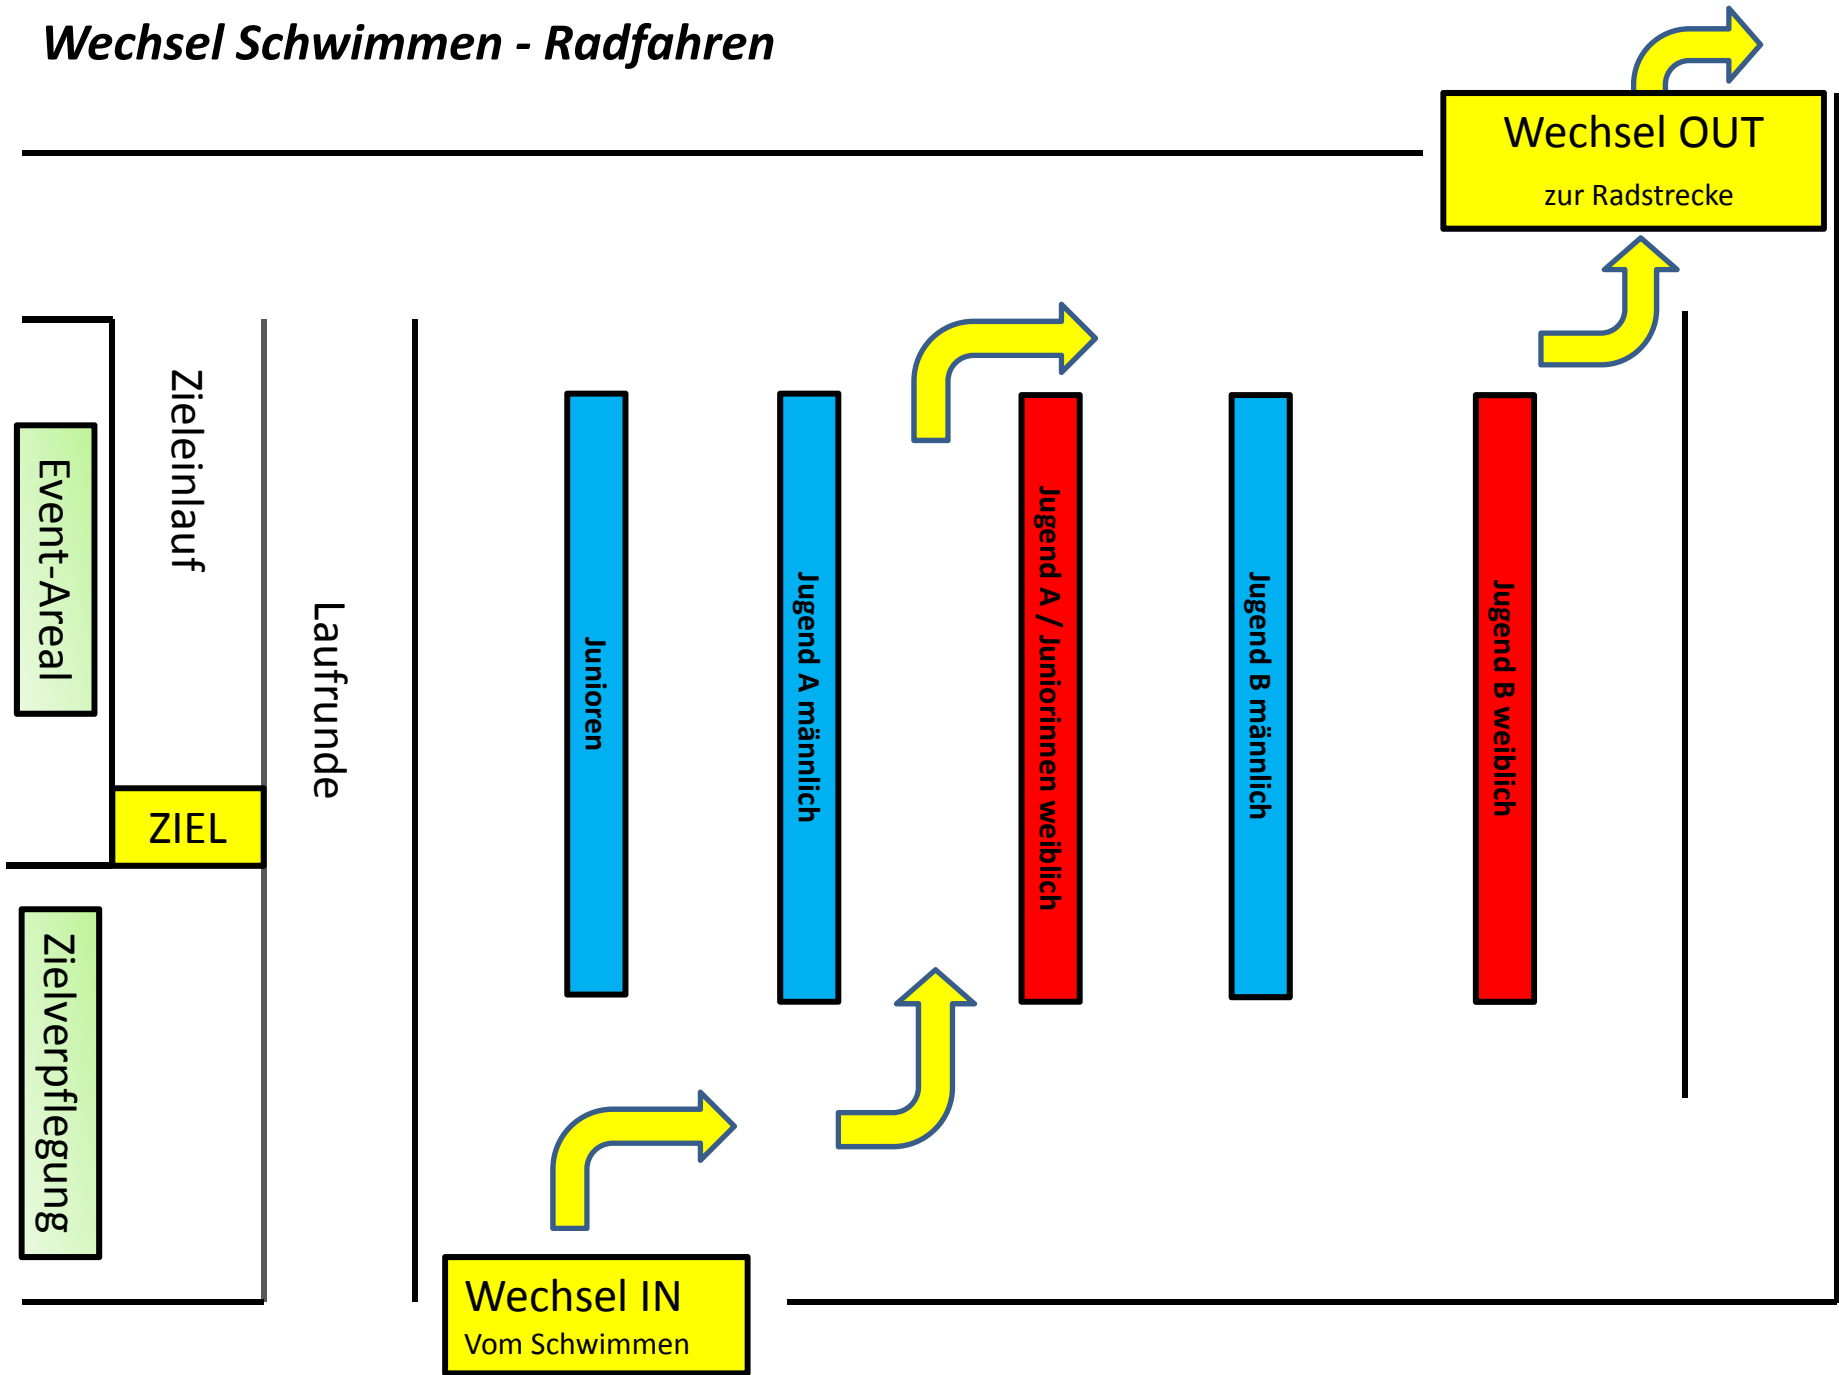 Wechsel Schwimmen - Radfahren
Wechsel OUT
zur Radstrecke
Zieleinlauf
Event-Areal
Laufrunde
Junioren
Jugend A männlich
Jugend A / Juniorinnen weiblich
Jugend B männlich
Jugend B weiblich
ZIEL
Zielverpflegung
Wechsel IN
Vom Schwimmen